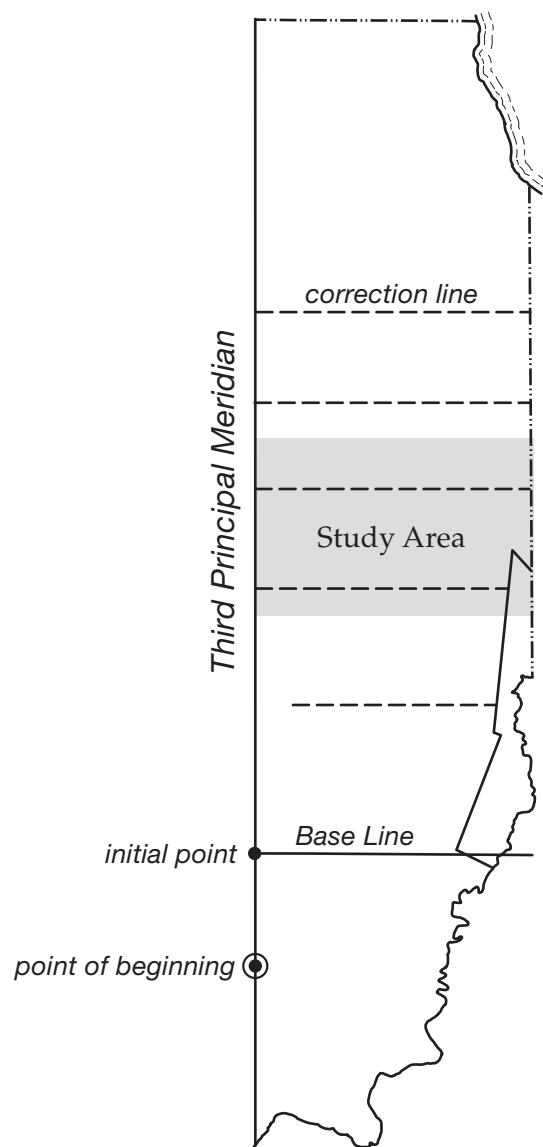 correction line
Third Principal Meridian
Study Area
Base Line
initial point
point of beginning